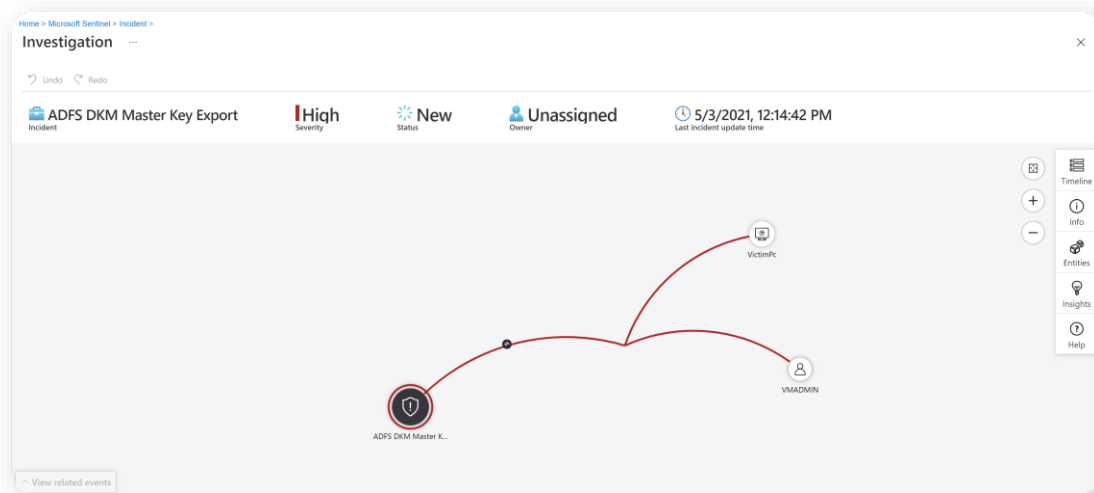 Home > Microsoft Sentinel > Incident >
Investigation ...
Undo Redo
ADFS DKM Master Key Export
Incident
High
Severity
New
Status
Unassigned
Owner
5/3/2021, 12:14:42 PM
Last incident update time
Timeline
Info
Entities
Insights
Help
VictimPc
VMADMIN
ADFS DKM Master K...
View related events